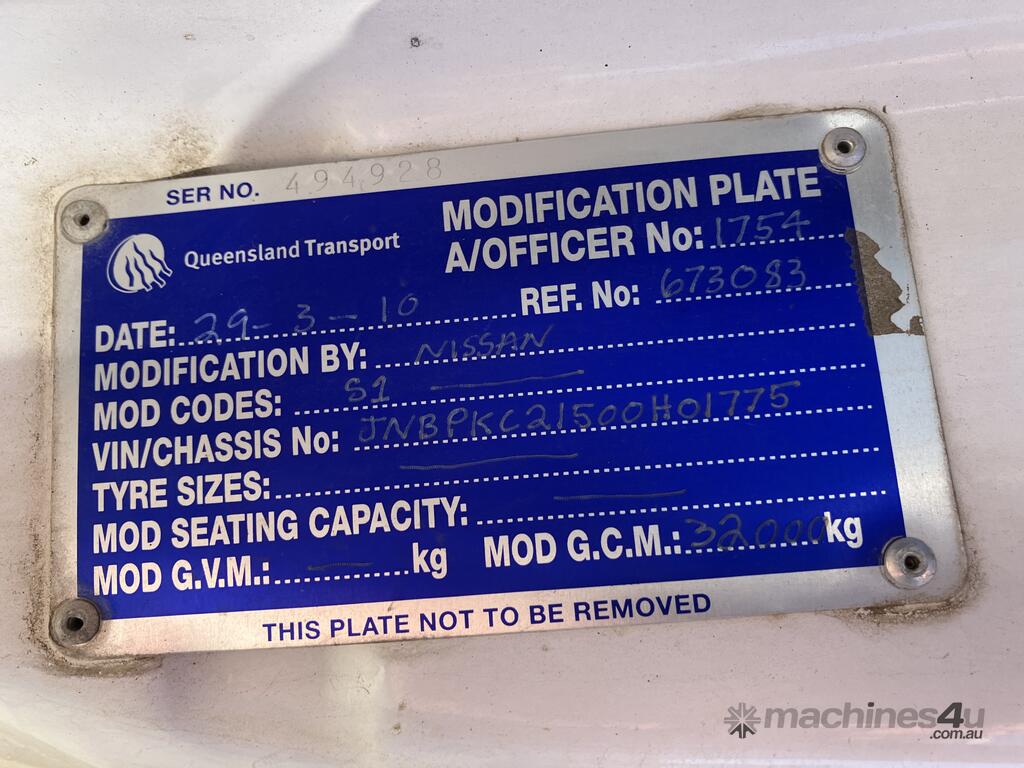 SER NO. 494928
MODIFICATION PLATE
Queensland Transport
A/OFFICER No: 1754
DATE: 29-3-10 REF. No: 673083
MODIFICATION BY: NISSAN
MOD CODES: S1
VIN/CHASSIS No: JNBPKC21500H01775
TYRE SIZES:
MOD SEATING CAPACITY:
MOD G.V.M.: kg MOD G.C.M.: 32000 kg
THIS PLATE NOT TO BE REMOVED
machines4u
.com.au